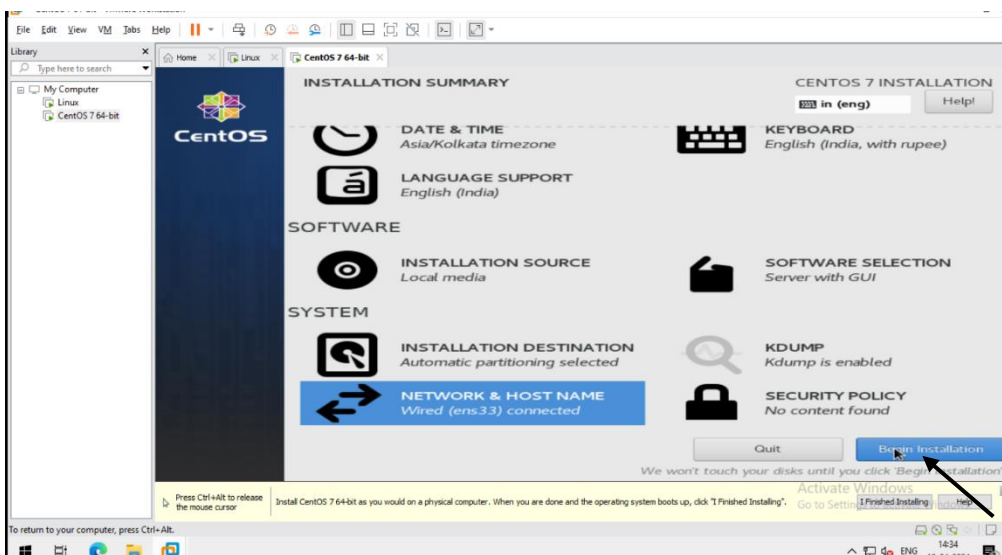 File Edit View VM Tabs Help
Library
Home Linux CentOS 7 64-bit
Type here to search
My Computer
Linux
CentOS 7 64-bit
CentOS
INSTALLATION SUMMARY
CENTOS 7 INSTALLATION
in (eng) Help!
DATE & TIME
Asia/Kolkata timezone
KEYBOARD
English (India, with rupee)
LANGUAGE SUPPORT
English (India)
SOFTWARE
INSTALLATION SOURCE
Local media
SOFTWARE SELECTION
Server with GUI
SYSTEM
INSTALLATION DESTINATION
Automatic partitioning selected
KDUMP
Kdump is enabled
NETWORK & HOST NAME
Wired (ens33) connected
SECURITY POLICY
No content found
Quit Begin Installation
We won't touch your disks until you click 'Begin Installation'
Activate Windows
Go to Settings
Press Ctrl+Alt to release
the mouse cursor
Install CentOS 7 64-bit as you would on a physical computer. When you are done and the operating system boots up, click "I Finished Installing".
I Finished Installing Help
To return to your computer, press Ctrl+Alt.
14:34
ENG